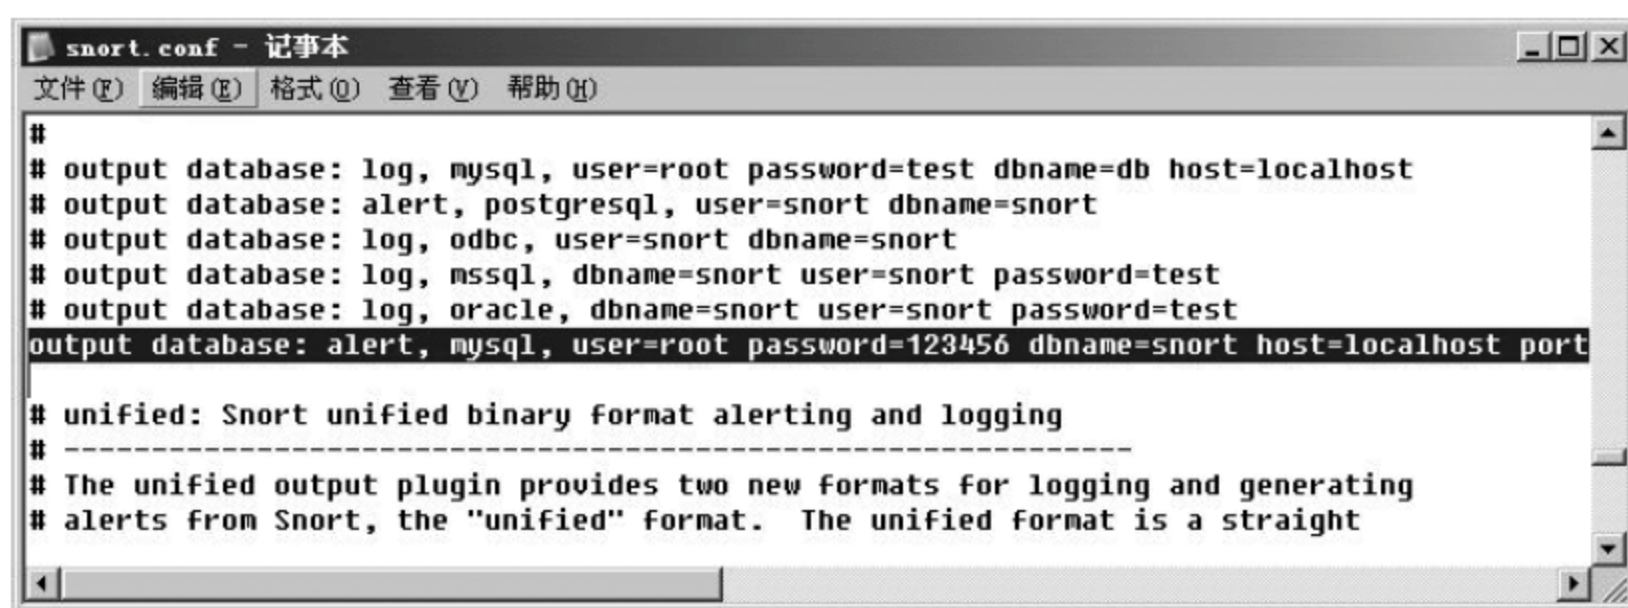 snort.conf - 记事本
文件(F) 编辑(E) 格式(O) 查看(V) 帮助(H)
#
# output database: log, mysql, user=root password=test dbname=db host=localhost
# output database: alert, postgresql, user=snort dbname=snort
# output database: log, odbc, user=snort dbname=snort
# output database: log, mssql, dbname=snort user=snort password=test
# output database: log, oracle, dbname=snort user=snort password=test
output database: alert, mysql, user=root password=123456 dbname=snort host=localhost port
# unified: Snort unified binary format alerting and logging
# -------------------------------------------------------------
# The unified output plugin provides two new formats for logging and generating
# alerts from Snort, the "unified" format.  The unified format is a straight